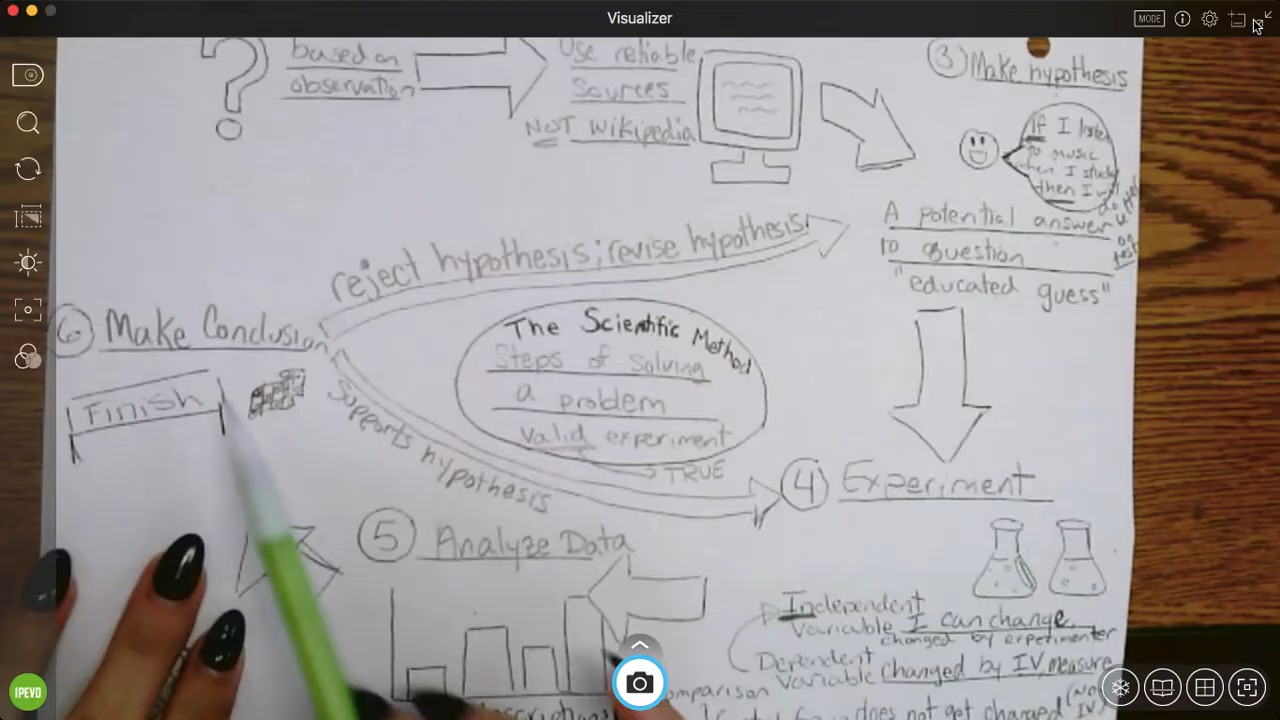 Visualizer
MODE
based on
observation
Use reliable
Sources
NOT Wikipedia
③ Make hypothesis
If I listen
to music
when I study
then I will
A potential answer
to question
"educated guess"
reject hypothesis; revise hypothesis
⑥ Make Conclusion
Finish
The Scientific Method
Steps of solving
a problem
valid experiment
TRUE
Supports hypothesis
④ Experiment
⑤ Analyze Data
Independent
Variable I can change
changed by experimenter
Dependent
Variable changed by IV, measure
comparison
does not get changed
IPEVO